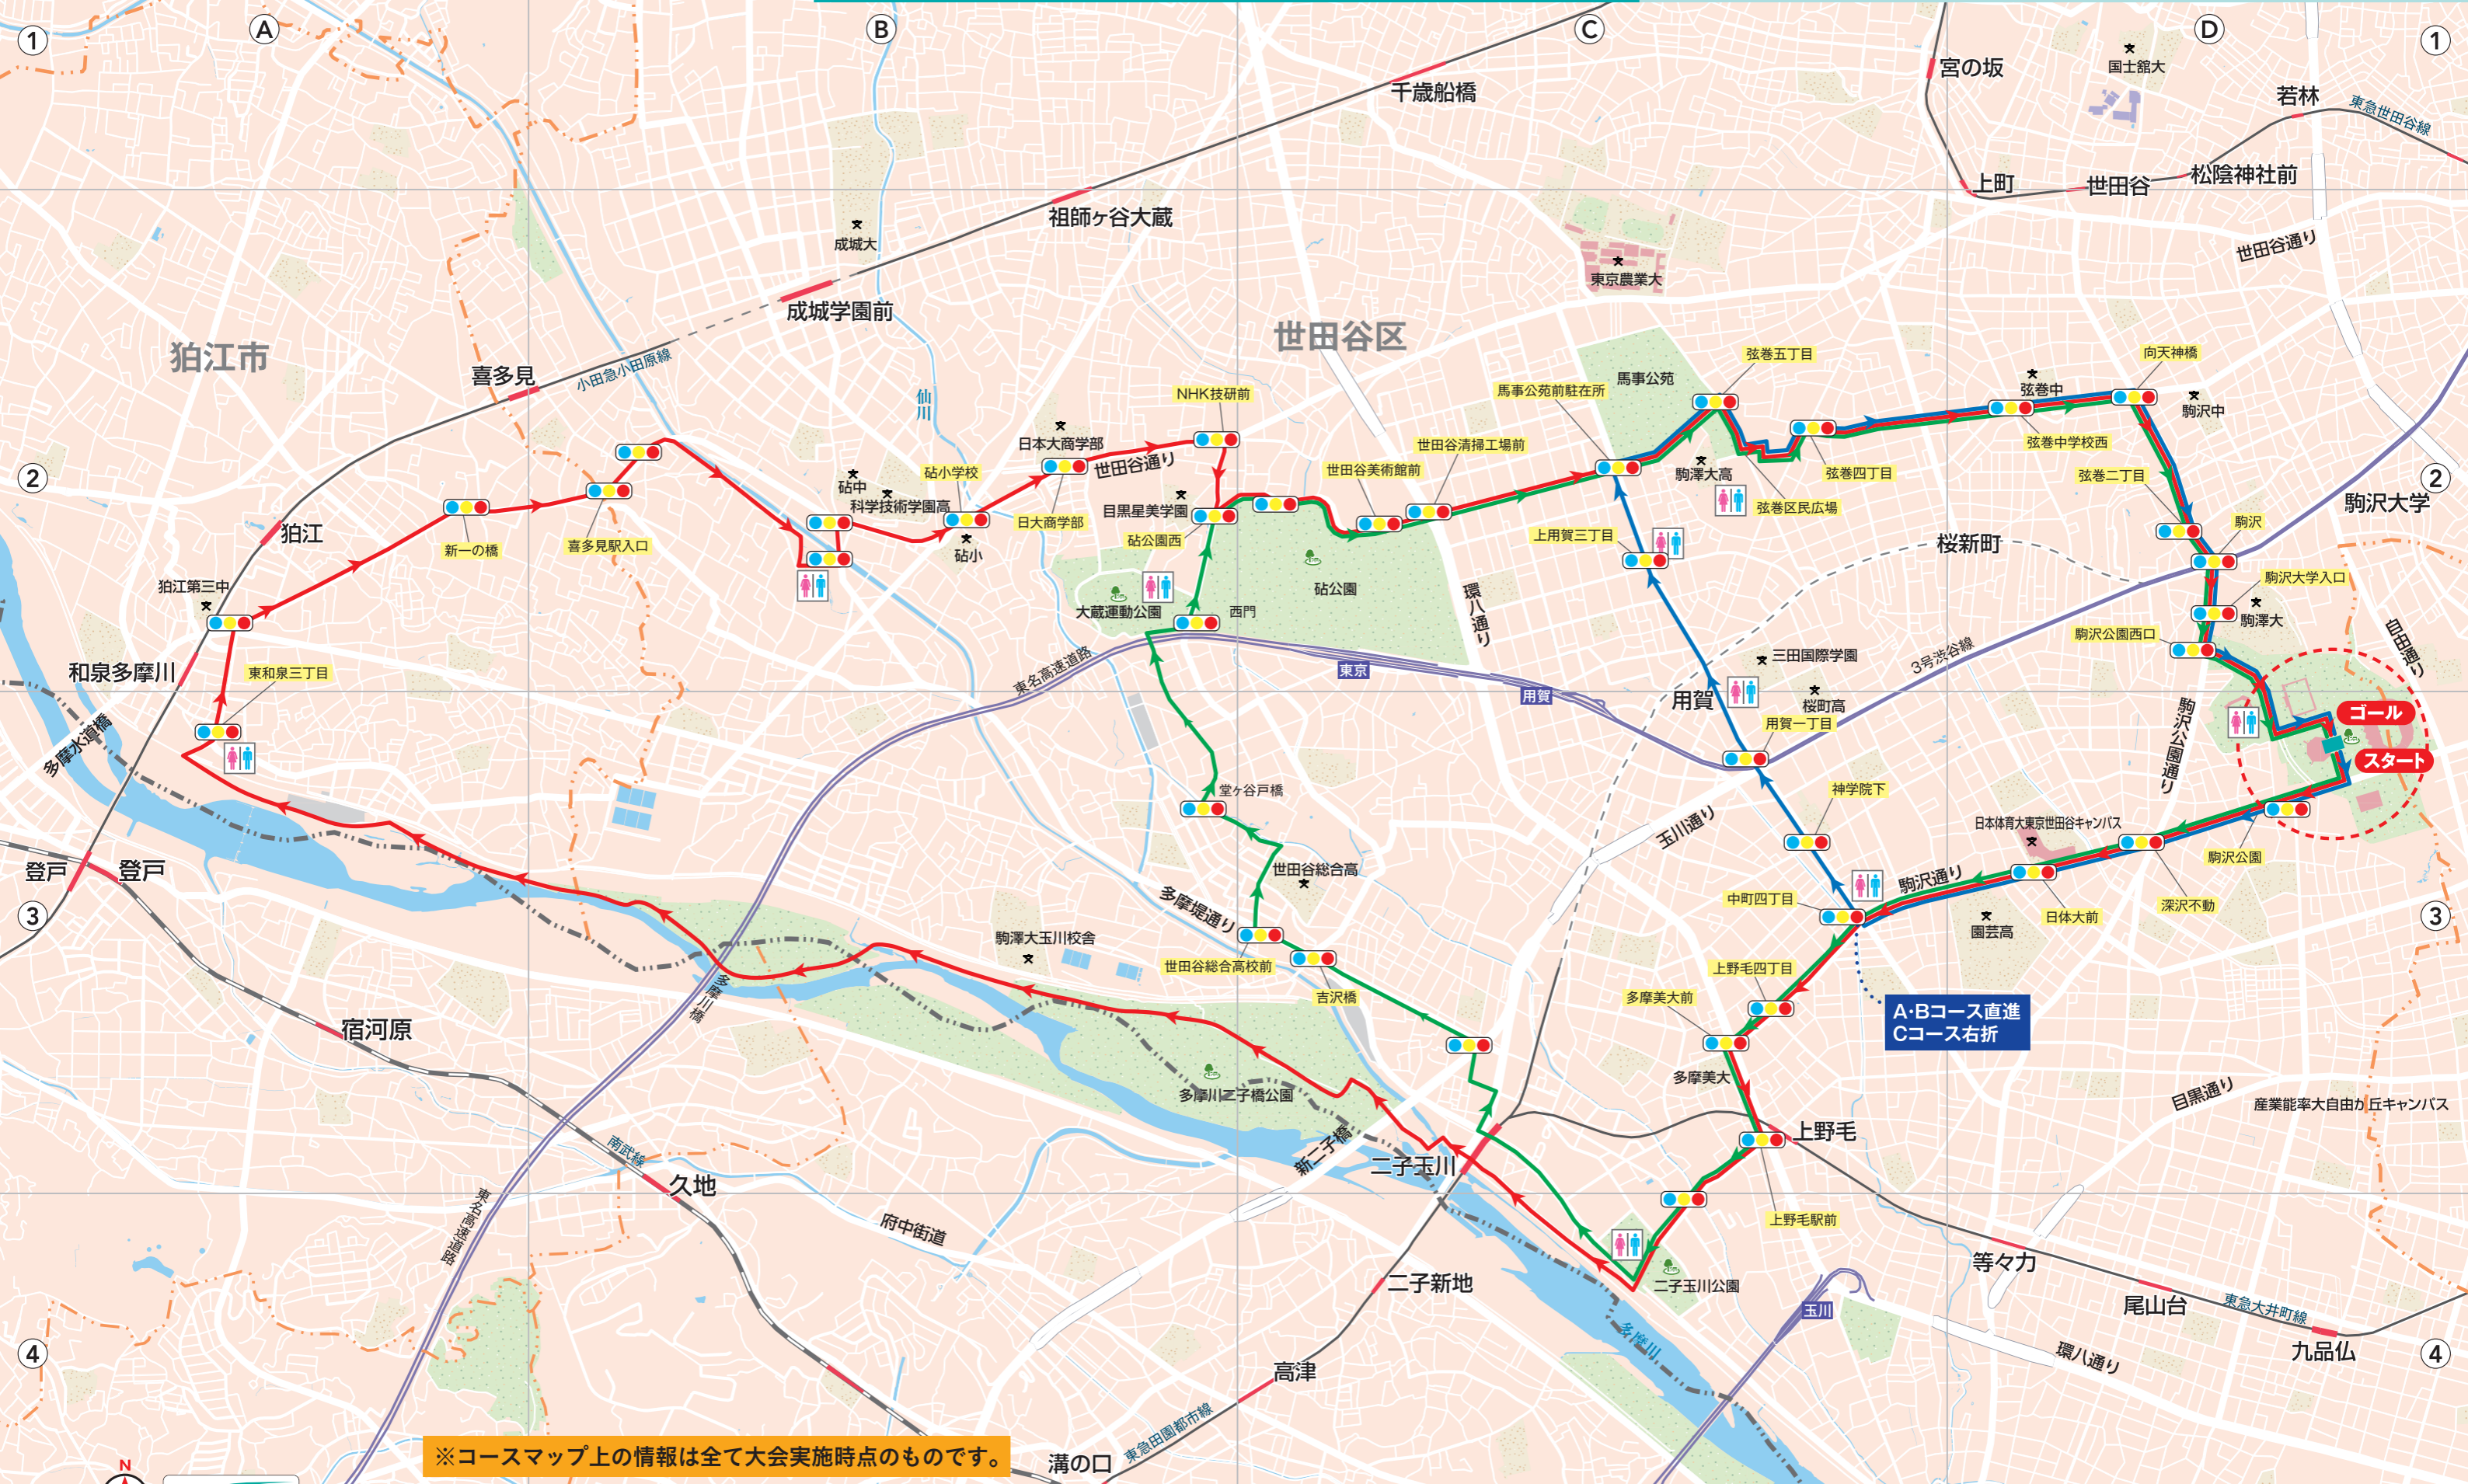 1
A
B
C
D
1
宮の坂
国士舘大
若林
東急世田谷線
千歳船橋
上町
世田谷
松陰神社前
祖師ヶ谷大蔵
成城大
世田谷通り
東京農業大
成城学園前
世田谷区
狛江市
小田急小田原線
喜多見
仙川
NHK技研前
馬事公苑前駐在所
馬事公苑
弦巻五丁目
向天神橋
弦巻中
駒沢中
日本大商学部
世田谷通り
世田谷清掃工場前
世田谷美術館前
弦巻中学校西
2
砧中
砧小学校
科学技術学園高
目黒星美学園
駒澤大高
弦巻四丁目
弦巻二丁目
2
駒沢大学
狛江
新一の橋
喜多見駅入口
日大商学部
砧公園西
砧小
弦巻区民広場
駒沢
上用賀三丁目
桜新町
狛江第三中
大蔵運動公園
西門
砧公園
環八通り
駒沢大学入口
駒澤大
駒沢公園西口
自由通り
和泉多摩川
東和泉三丁目
東名高速道路
東京
用賀
三田国際学園
3号渋谷線
用賀
桜町高
用賀一丁目
駒沢公園通り
ゴール
スタート
多摩水道橋
堂ヶ谷戸橋
神学院下
玉川通り
日本体育大東京世田谷キャンパス
駒沢公園
登戸
登戸
世田谷総合高
多摩堤通り
駒沢通り
中町四丁目
深沢不動
日体大前
園芸高
3
3
駒澤大玉川校舎
世田谷総合高校前
吉沢橋
上野毛四丁目
多摩美大前
A・Bコース直進
Cコース右折
多摩川橋
宿河原
多摩美大
多摩川二子橋公園
目黒通り
産業能率大自由が丘キャンパス
新二子橋
二子玉川
上野毛
南武線
久地
東名高速道路
府中街道
上野毛駅前
二子玉川公園
等々力
二子新地
玉川
尾山台
東急大井町線
多摩川
環八通り
九品仏
4
4
高津
東急田園都市線
※コースマップ上の情報は全て大会実施時点のものです。
溝の口
N